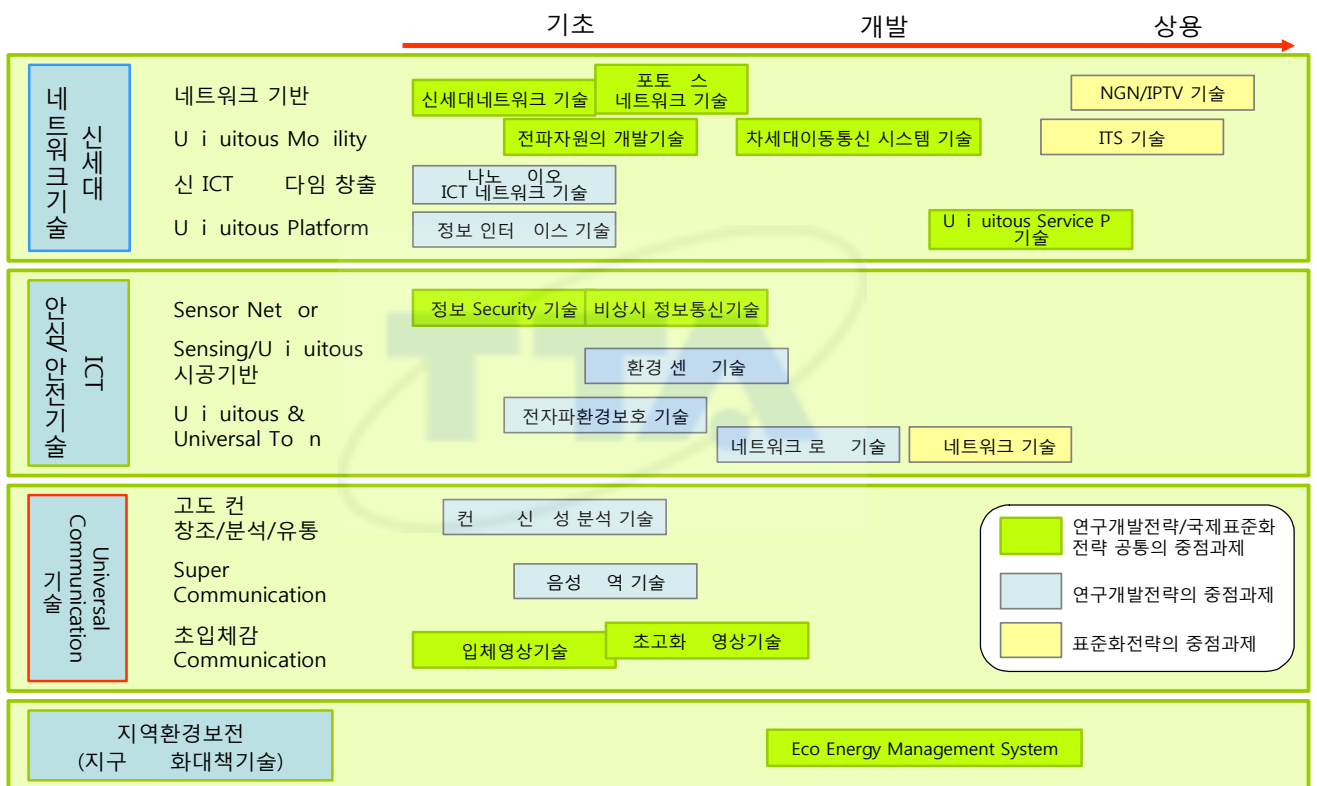 기초 개발 상용
신세대
네트워크기술
네트워크 기반
신세대네트워크 기술
포토 스
네트워크 기술
NGN/IPTV 기술
U i uitous Mo ility
전파자원의 개발기술
차세대이동통신 시스템 기술
ITS 기술
신 ICT 다임 창출
나노 이오
ICT 네트워크 기술
U i uitous Platform
정보 인터 이스 기술
U i uitous Service P
기술
ICT
안심/안전기술
Sensor Net or
정보 Security 기술
비상시 정보통신기술
Sensing/U i uitous
시공기반
환경 센 기술
U i uitous &
Universal To n
전자파환경보호 기술
네트워크 로 기술
네트워크 기술
TTA
Universal
Communication
기술
고도 컨
창조/분석/유통
컨 신 성 분석 기술
Super
Communication
음성 역 기술
초입체감
Communication
입체영상기술
초고화 영상기술
연구개발전략/국제표준화
전략 공통의 중점과제
연구개발전략의 중점과제
표준화전략의 중점과제
지역환경보전
(지구 화대책기술)
Eco Energy Management System